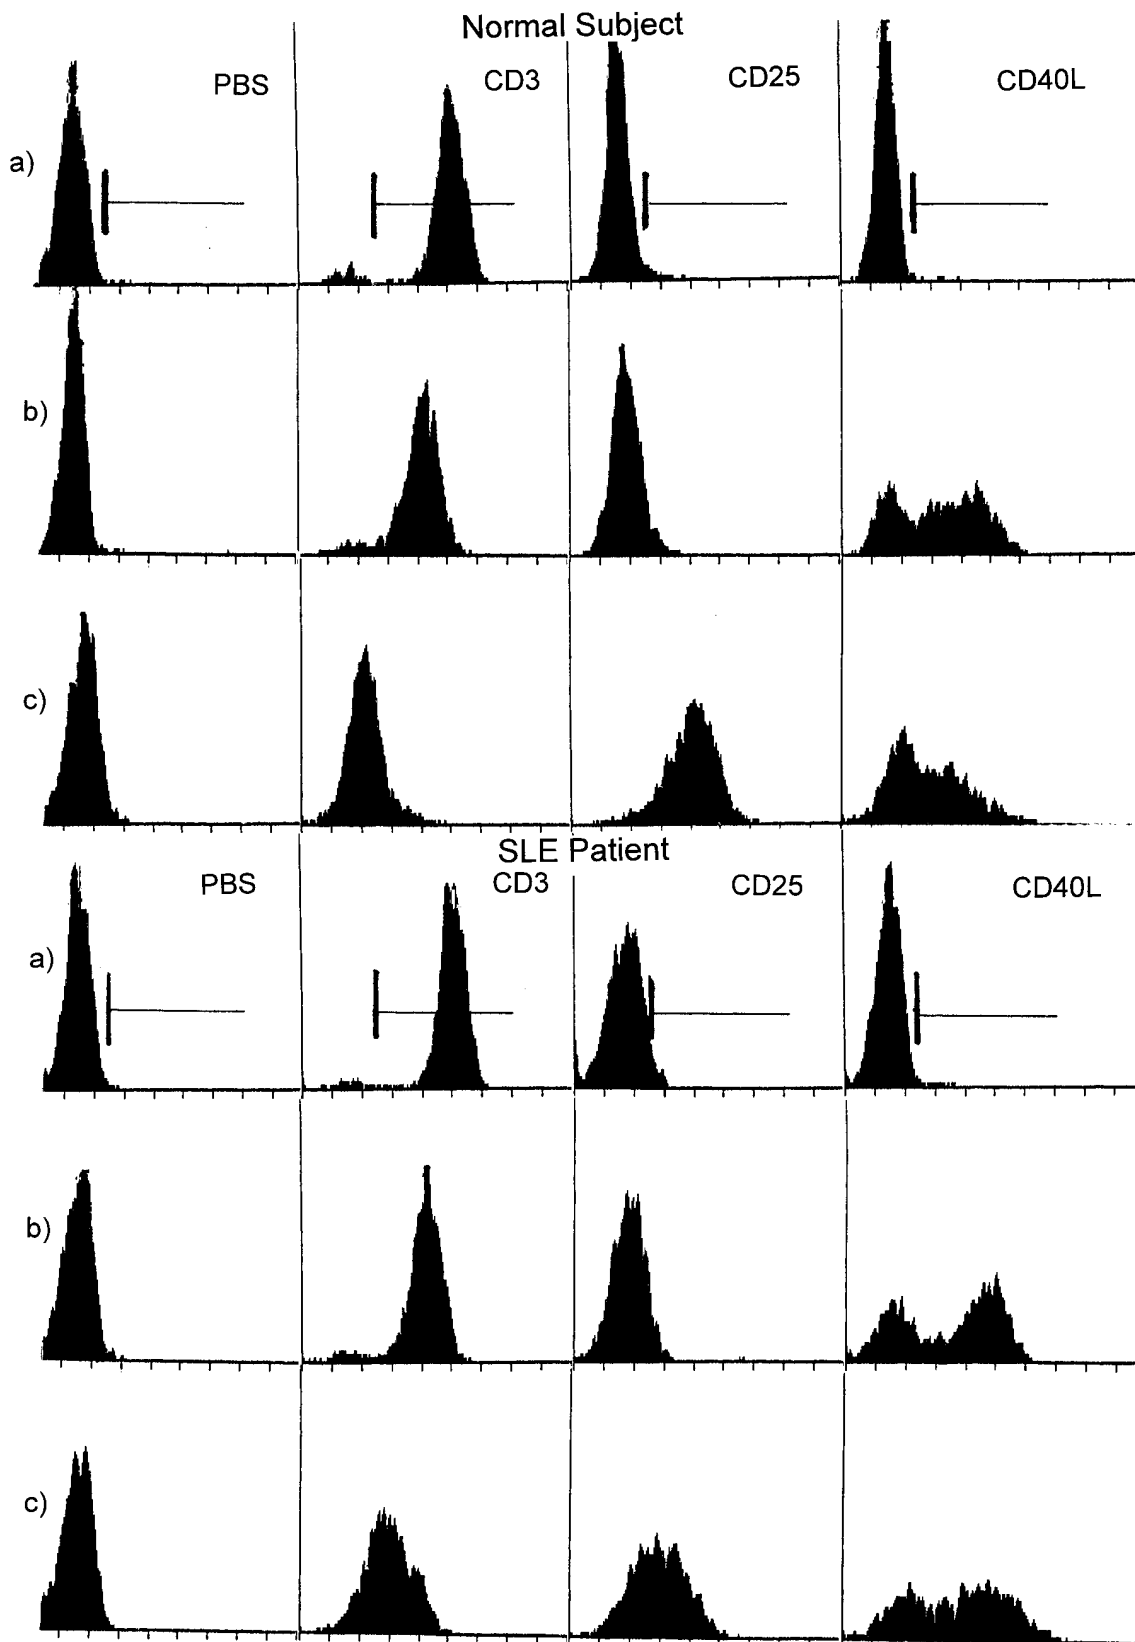 Normal Subject
PBS
CD3
CD25
CD40L
a)
b)
c)
SLE Patient
PBS
CD3
CD25
CD40L
a)
b)
c)